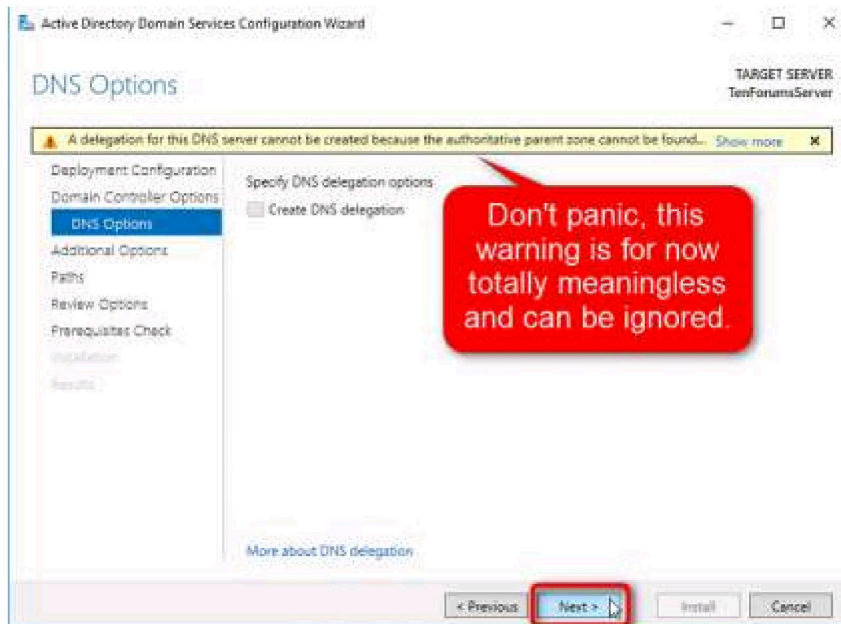 Active Directory Domain Services Configuration Wizard
DNS Options
TARGET SERVER
TenForumsServer
A delegation for this DNS server cannot be created because the authoritative parent zone cannot be found... Show more
Deployment Configuration
Domain Controller Options
DNS Options
Additional Options
Paths
Review Options
Prerequisites Check
Installation
Results
Specify DNS delegation options
Create DNS delegation
Don't panic, this
warning is for now
totally meaningless
and can be ignored.
More about DNS delegation
< Previous
Next >
Install
Cancel